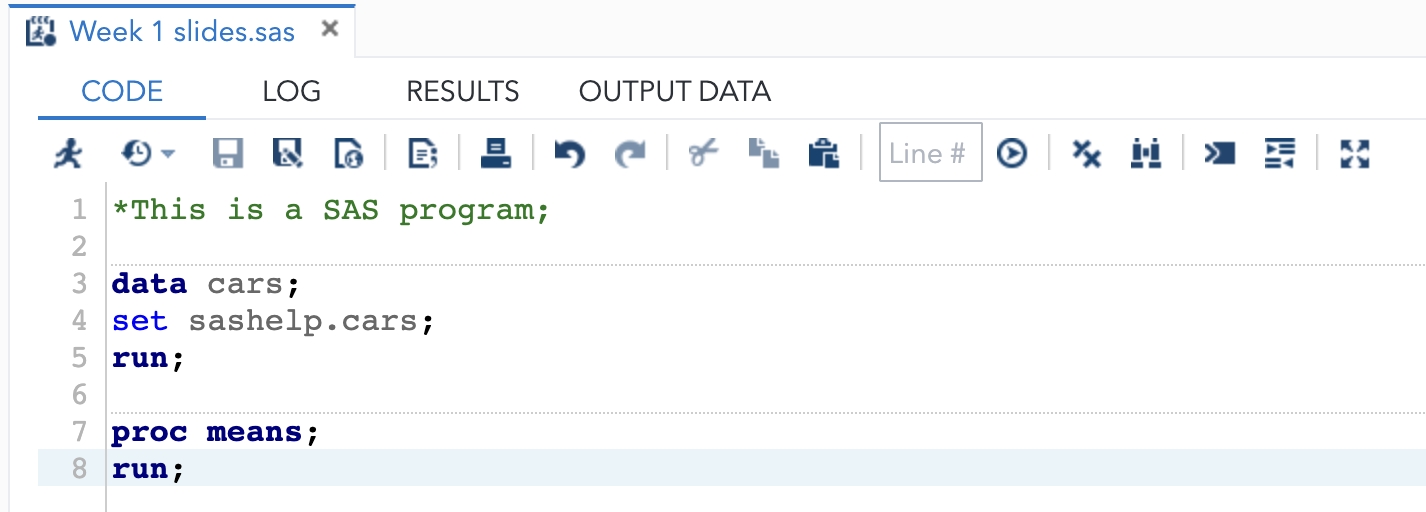 Week 1 slides.sas
CODE LOG RESULTS OUTPUT DATA
Line #
1 *This is a SAS program;
2
3 data cars;
4 set sashelp.cars;
5 run;
6
7 proc means;
8 run;